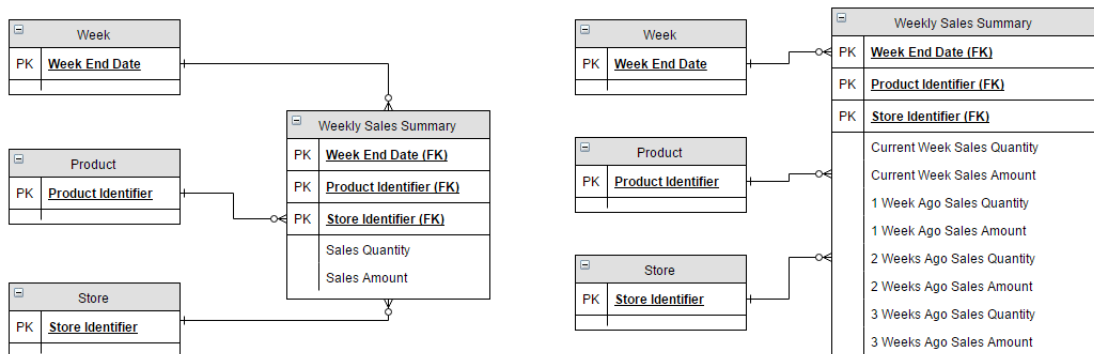 Week
PK Week End Date
Product
PK Product Identifier
Store
PK Store Identifier
Weekly Sales Summary
PK Week End Date (FK)
PK Product Identifier (FK)
PK Store Identifier (FK)
Sales Quantity
Sales Amount
Week
PK Week End Date
Product
PK Product Identifier
Store
PK Store Identifier
Weekly Sales Summary
PK Week End Date (FK)
PK Product Identifier (FK)
PK Store Identifier (FK)
Current Week Sales Quantity
Current Week Sales Amount
1 Week Ago Sales Quantity
1 Week Ago Sales Amount
2 Weeks Ago Sales Quantity
2 Weeks Ago Sales Amount
3 Weeks Ago Sales Quantity
3 Weeks Ago Sales Amount